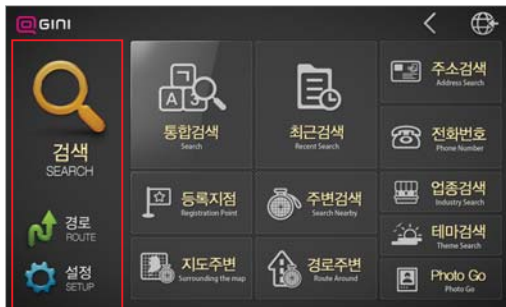 GINI
검색
SEARCH
경로
ROUTE
설정
SETUP
통합검색
Search
최근검색
Recent Search
등록지점
Registration Point
주변검색
Search Nearby
지도주변
Surrounding the map
경로주변
Route Around
주소검색
Address Search
전화번호
Phone Number
업종검색
Industry Search
테마검색
Theme Search
Photo Go
Photo Go